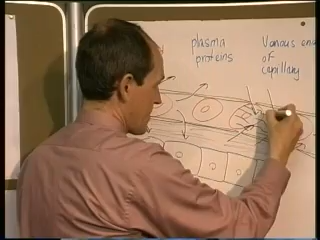 plasma
proteins
Venous end
of
capillary